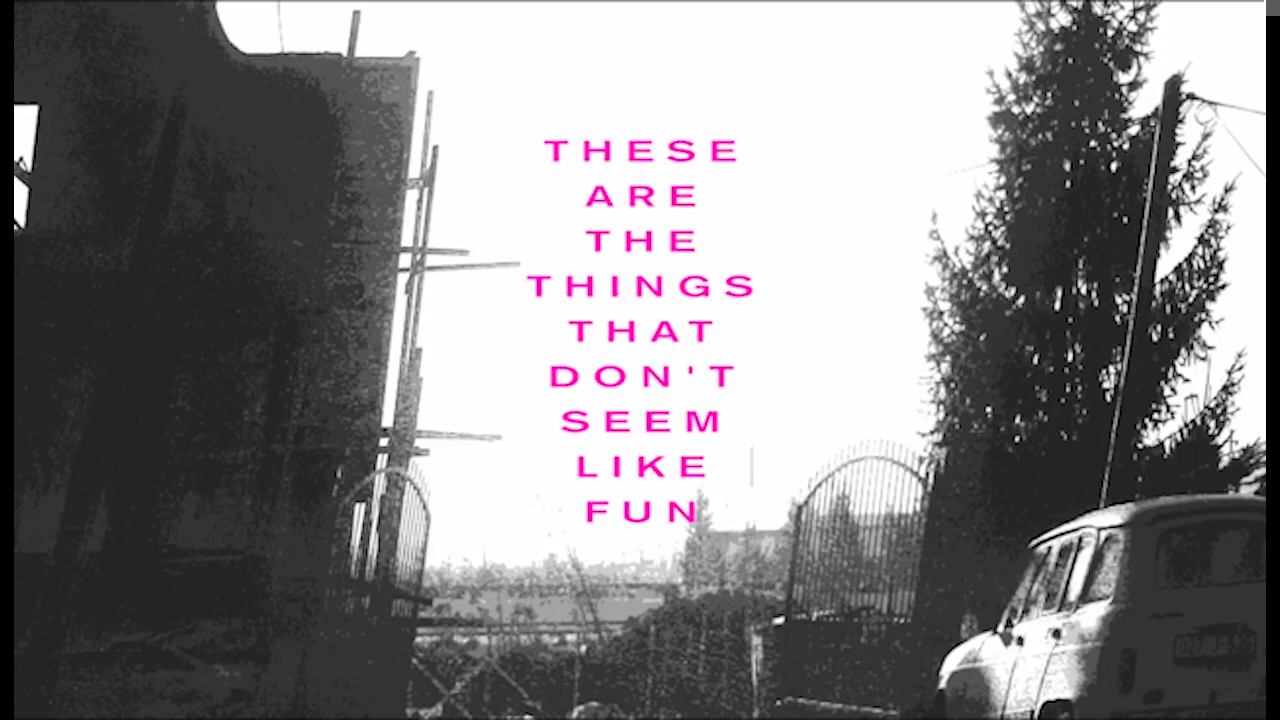 THESE
ARE
THE
THINGS
THAT
DON'T
SEEM
LIKE
FUN